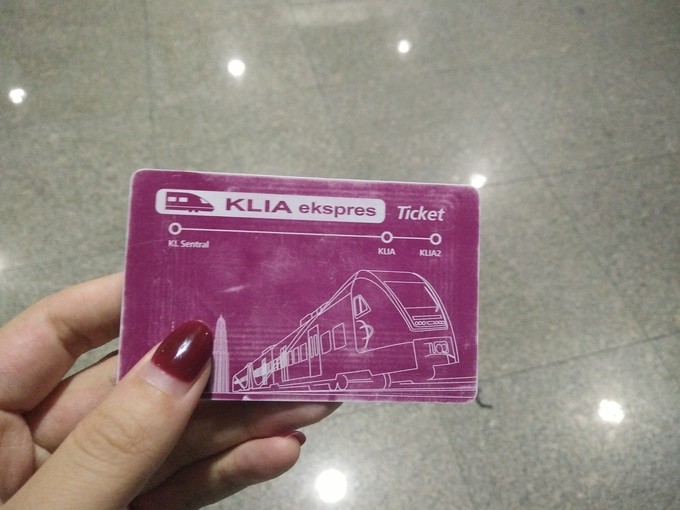 KLIA ekspres Ticket
KL Sentral KLIA KLIA2